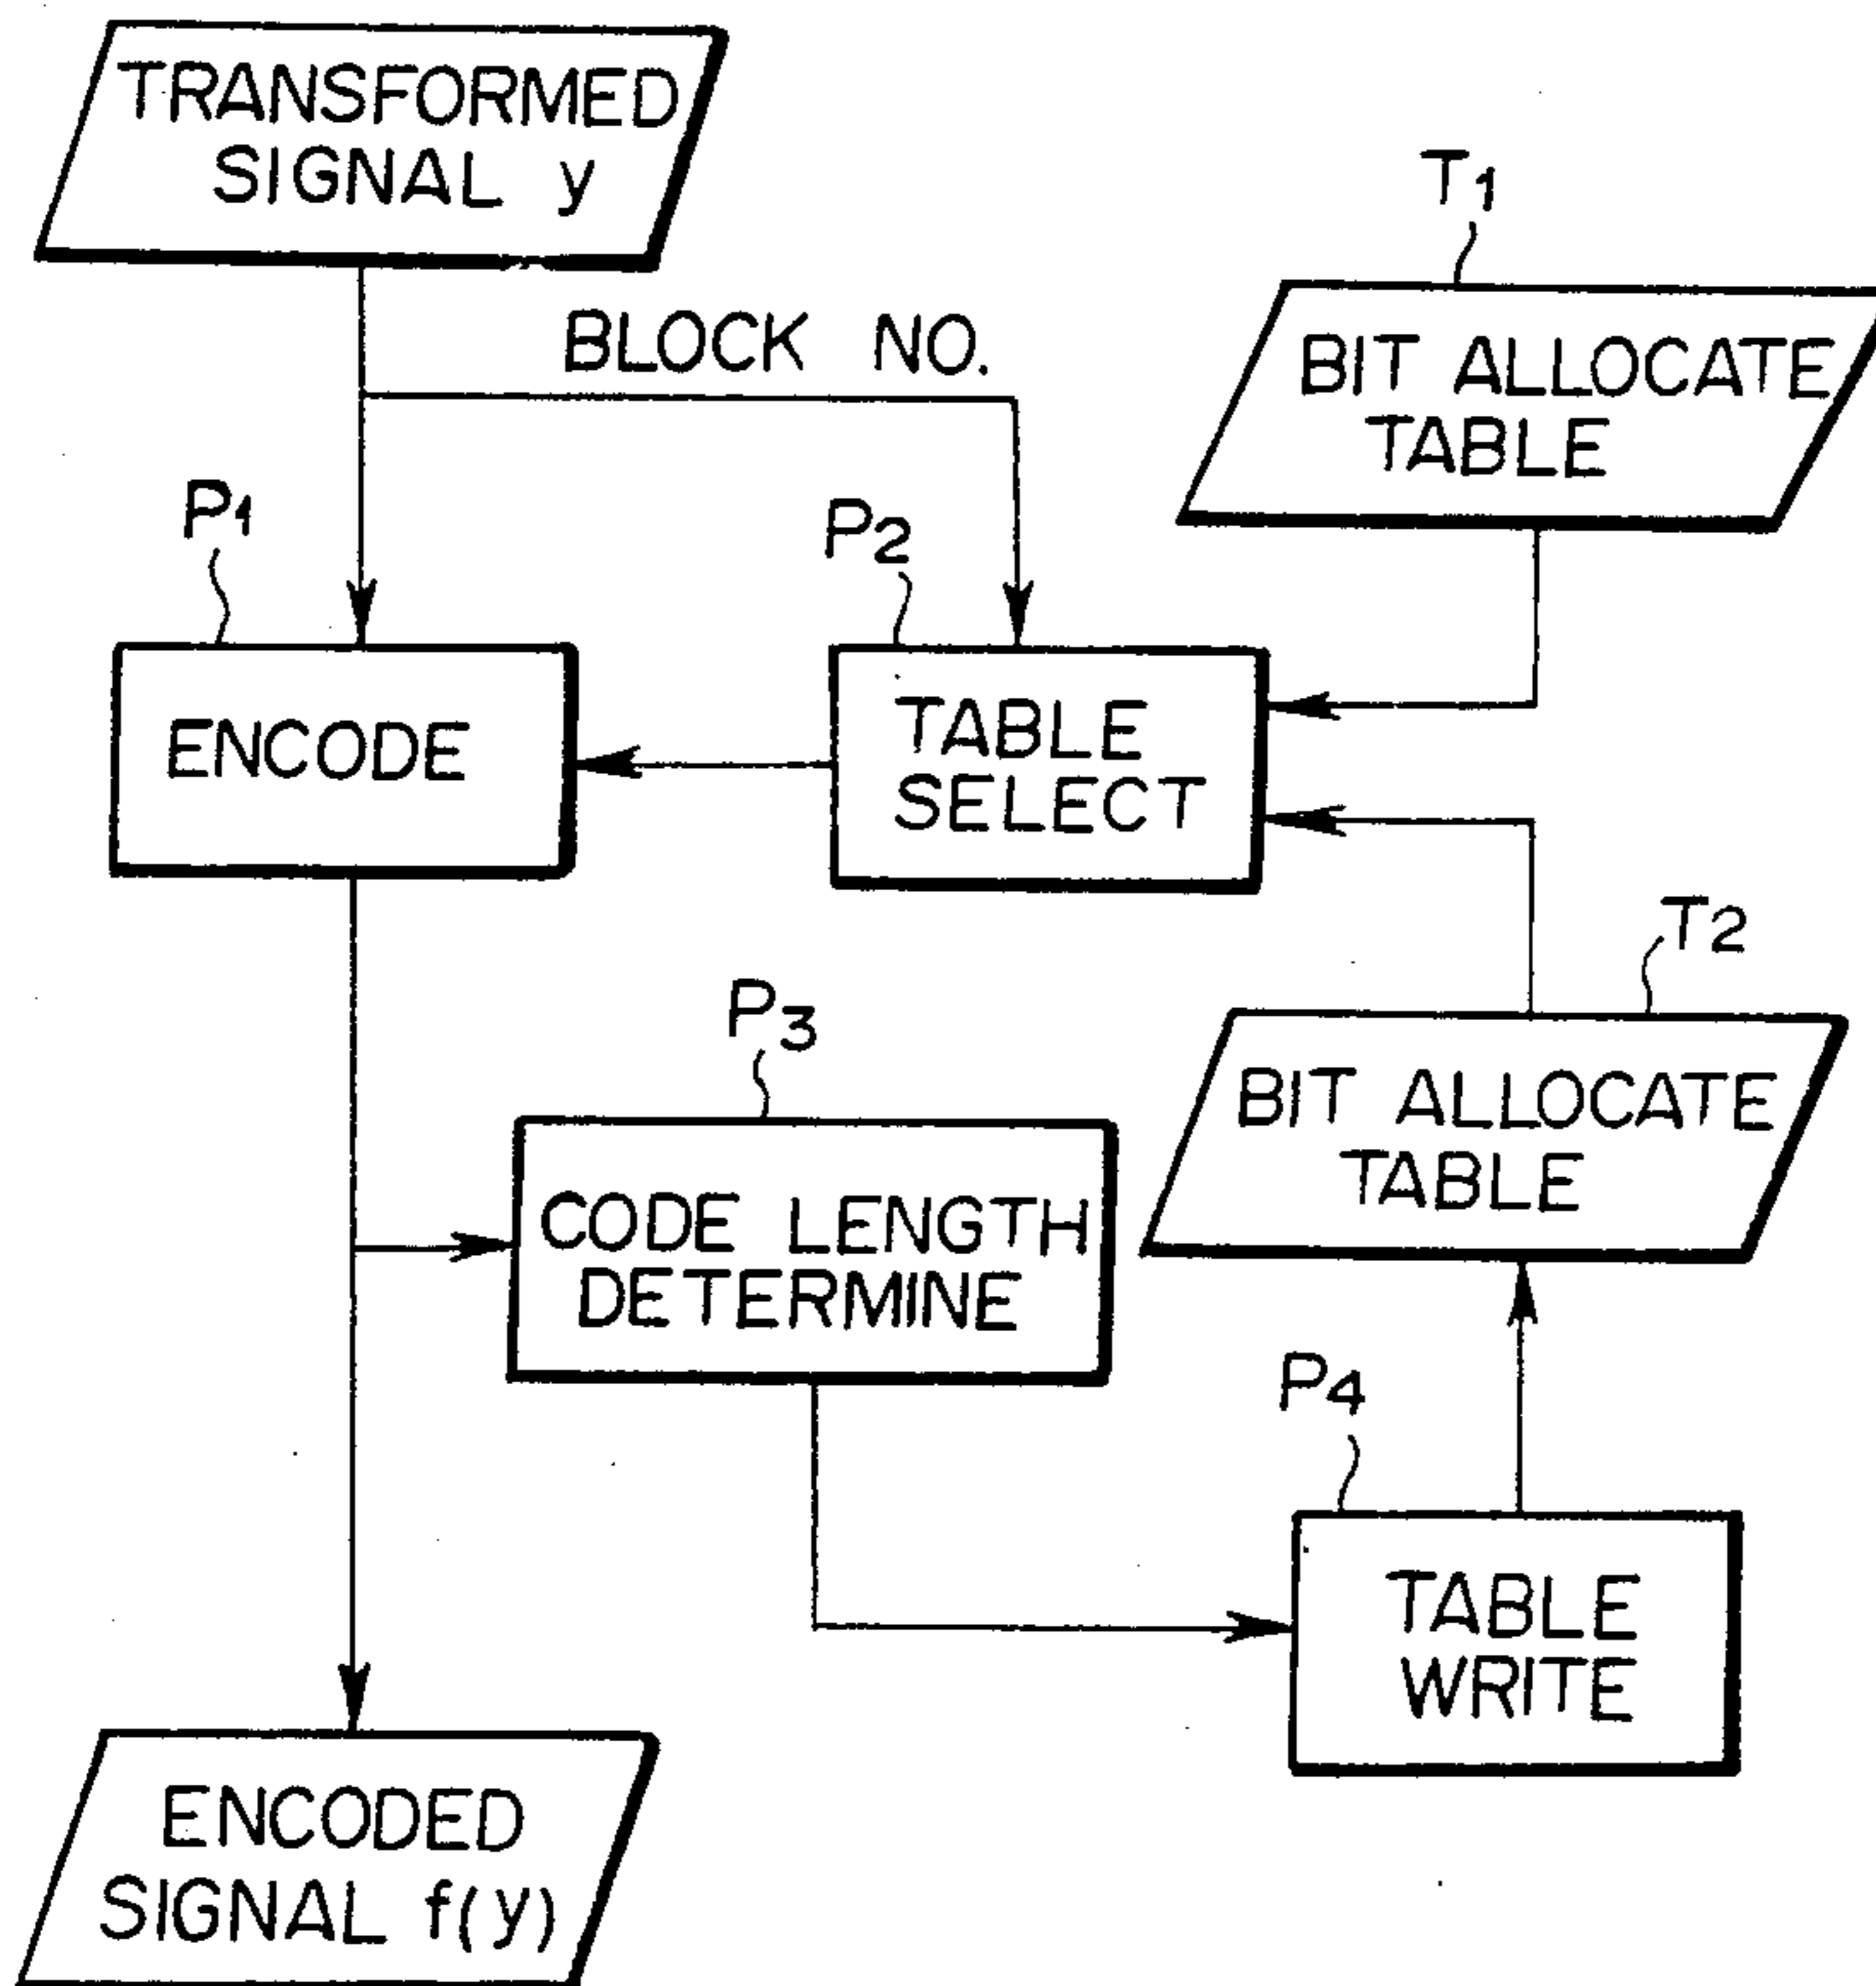 TRANSFORMED
SIGNAL y
T1
BLOCK NO.
BIT ALLOCATE
TABLE
P1
P2
ENCODE
TABLE
SELECT
T2
P3
BIT ALLOCATE
TABLE
CODE LENGTH
DETERMINE
P4
TABLE
WRITE
ENCODED
SIGNAL f(y)